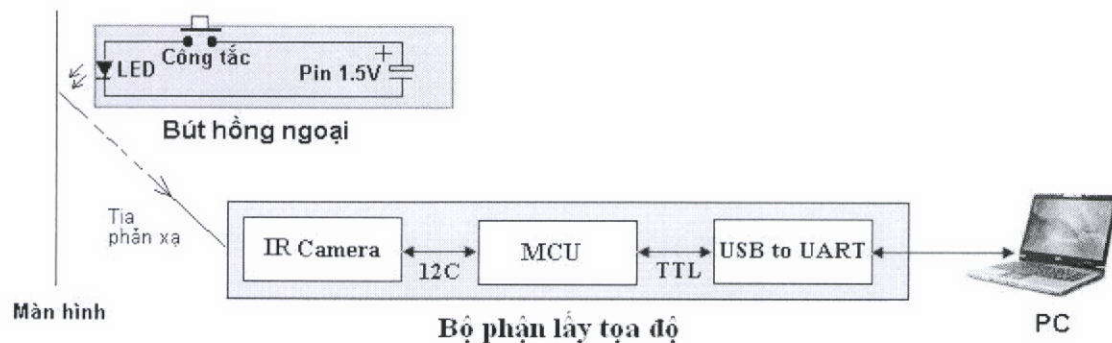 Công tắc
LED
Pin 1.5V
+
Bút hồng ngoại
Tia
phản xạ
IR Camera
12C
MCU
TTL
USB to UART
Màn hình
Bộ phận lấy tọa độ
PC